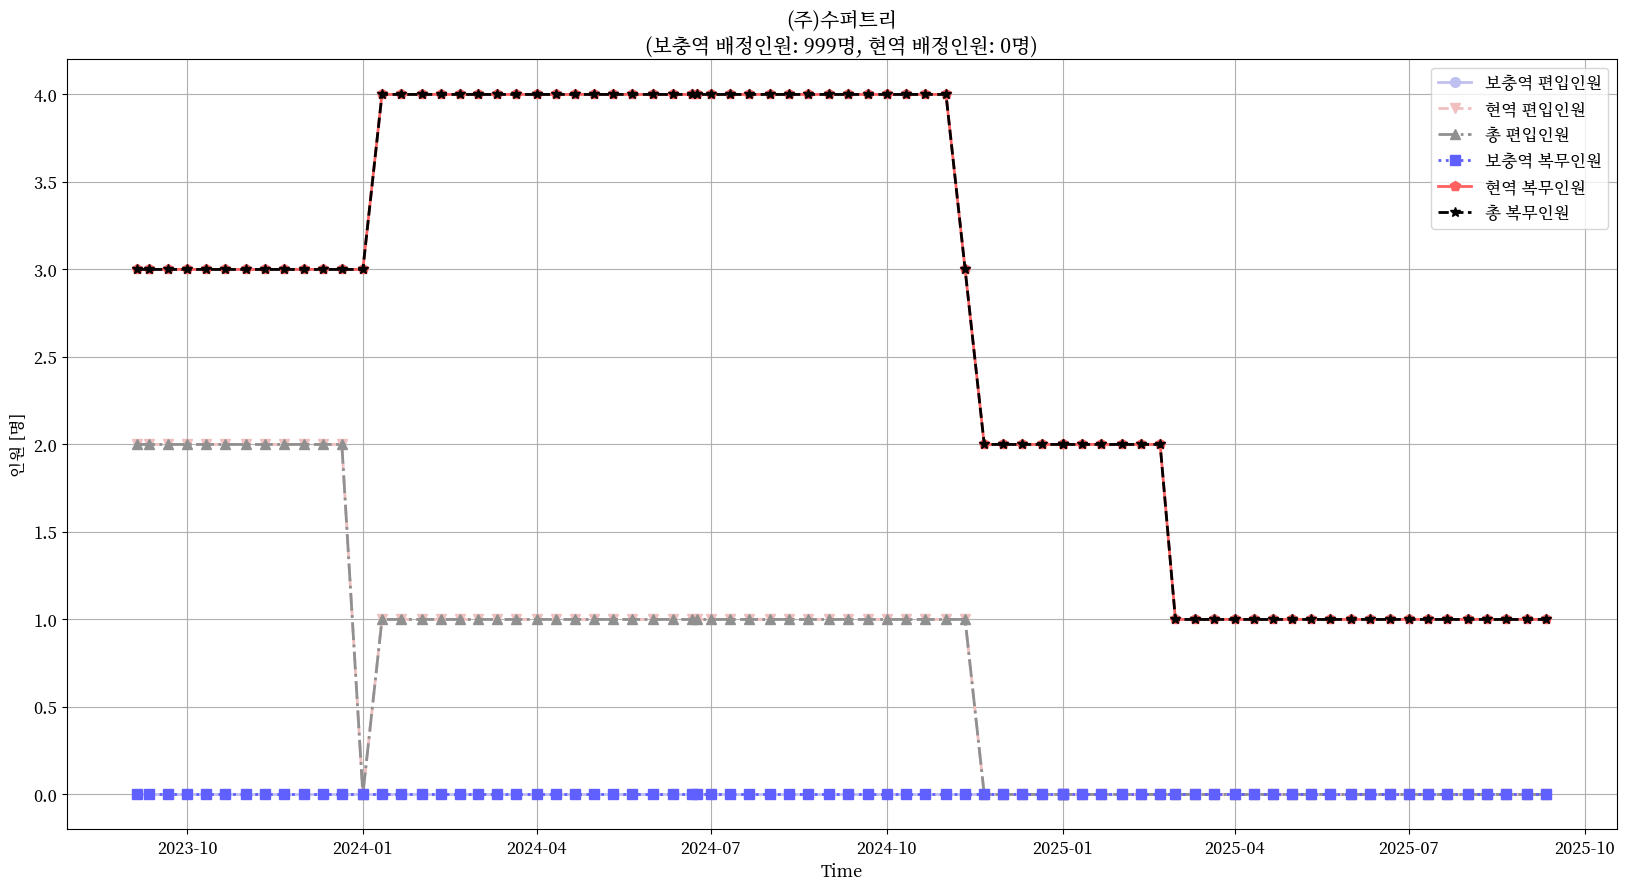 (주)수퍼트리
(보충역 배정인원: 999명, 현역 배정인원: 0명)
보충역 편입인원
현역 편입인원
총 편입인원
보충역 복무인원
현역 복무인원
총 복무인원
4.0
3.5
3.0
2.5
2.0
1.5
1.0
0.5
0.0
인원 [명]
2023-10
2024-01
2024-04
2024-07
2024-10
2025-01
2025-04
2025-07
2025-10
Time